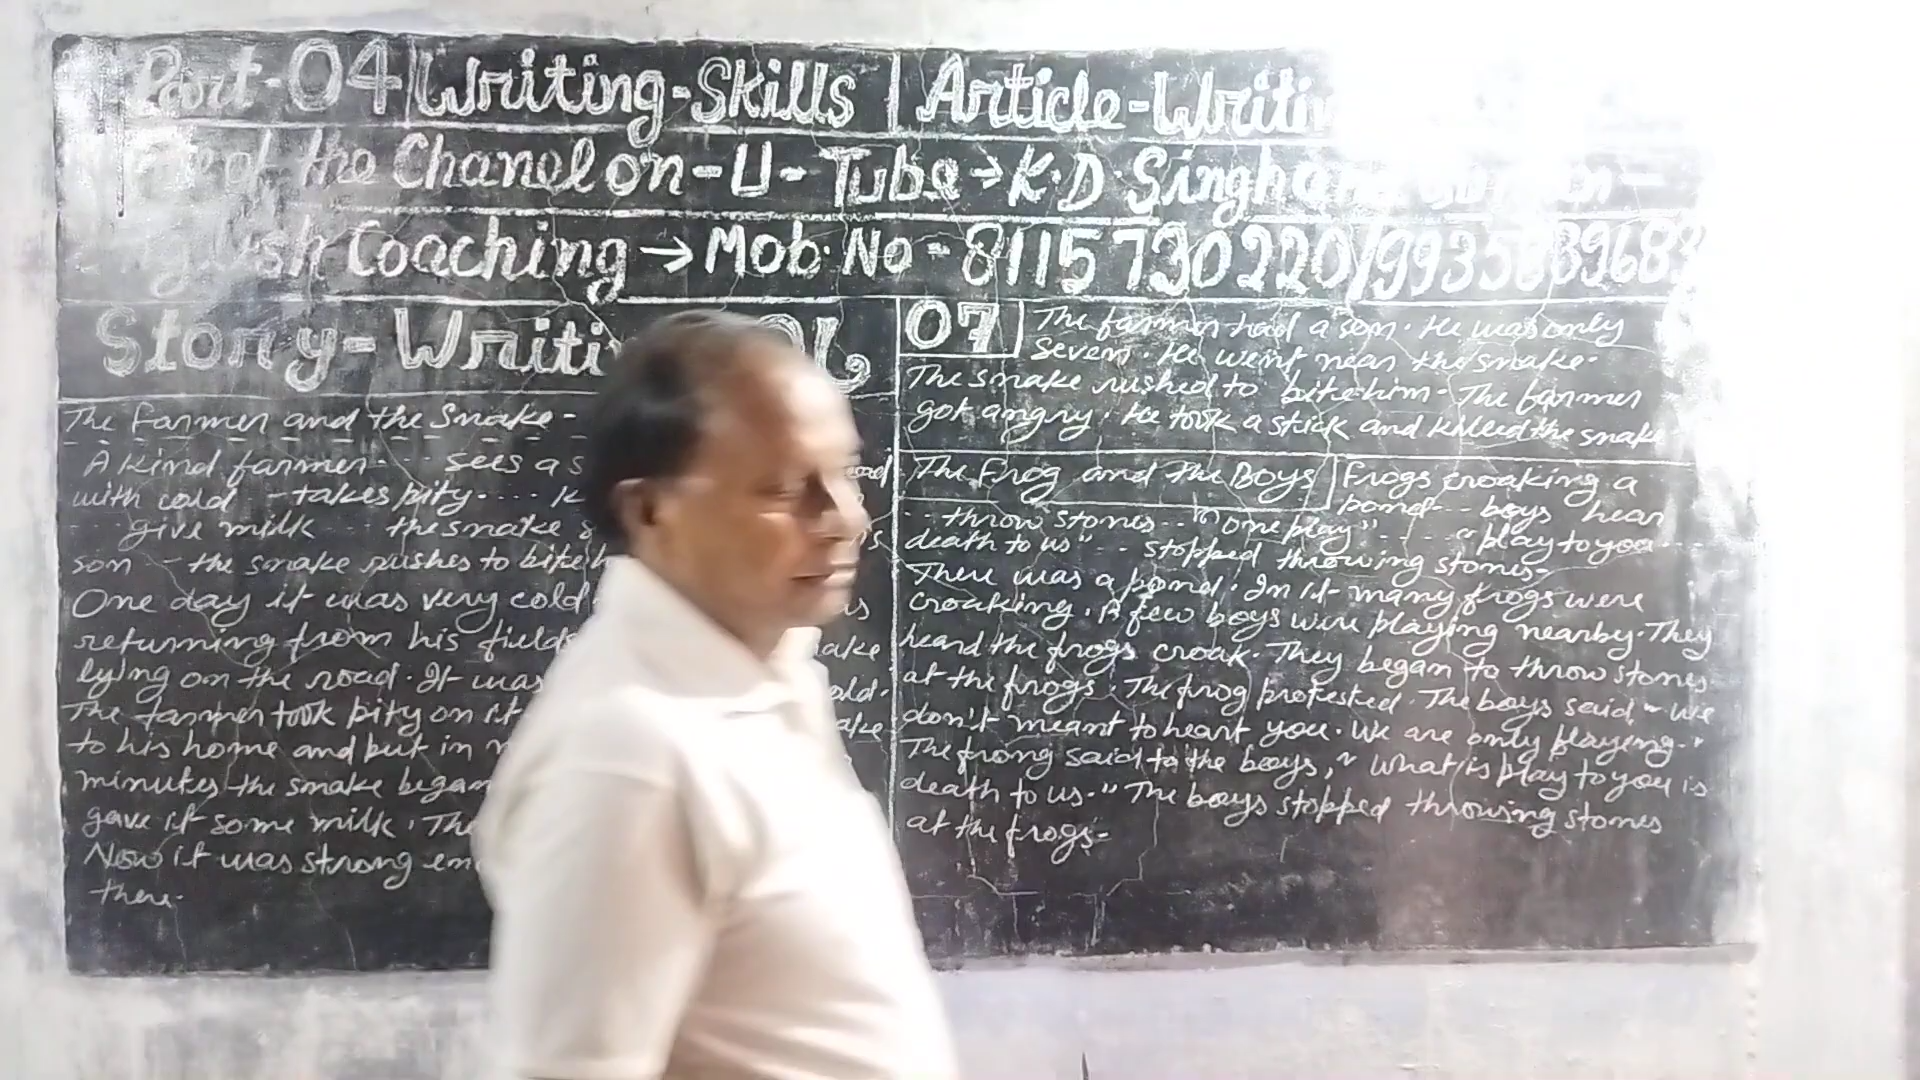 Part-04 Writing-Skills Article-Writin
of the Chanel on-U-Tube→K.D.Singh
Coaching→Mob.No-8115730220/99358
Story-Writi
The Farmer and the Snake-
A kind farmer... sees a s
with cold - takes pity....
give milk the snake
son - the snake rushes to bite h
One day it was very cold
returning from his fields
lying on the road. It was
The farmer took pity on it
to his home and put in
minutes the snake began
gave it some milk. The
Now it was strong en
there.
snake
old.
07 The farmer had a son. He was only
seven. He went near the snake.
The snake rushed to bite him. The farmer
got angry. He took a stick and killed the snake
The Frog and the Boys Frogs croaking a
pond... boys hear
.. throw stones.. "One play" ..... "play to you
death to us"... stopped throwing stones-
There was a pond. In it many frogs were
croaking. A few boys were playing nearby. They
heard the frogs croak. They began to throw stones
at the frogs. The frog protested. The boys said, "We
don't meant to heart you. We are only playing."
The frong said to the boys, "What is play to you is
death to us." The boys stopped throwing stones
at the frogs-